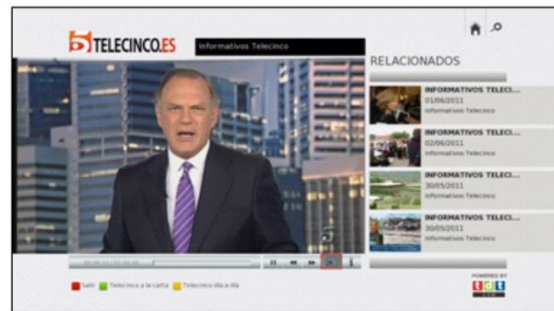 5 TELECINCO.ES
Informativos Telecinco
RELACIONADOS
INFORMATIVOS TELECI...
01/06/2011
Informativos Telecinco
INFORMATIVOS TELECI...
02/06/2011
Informativos Telecinco
INFORMATIVOS TELECI...
30/05/2011
Informativos Telecinco
INFORMATIVOS TELECI...
30/05/2011
Informativos Telecinco
5
Salir Telecinco a la carta Telecinco día a día
POWERED BY
tdt